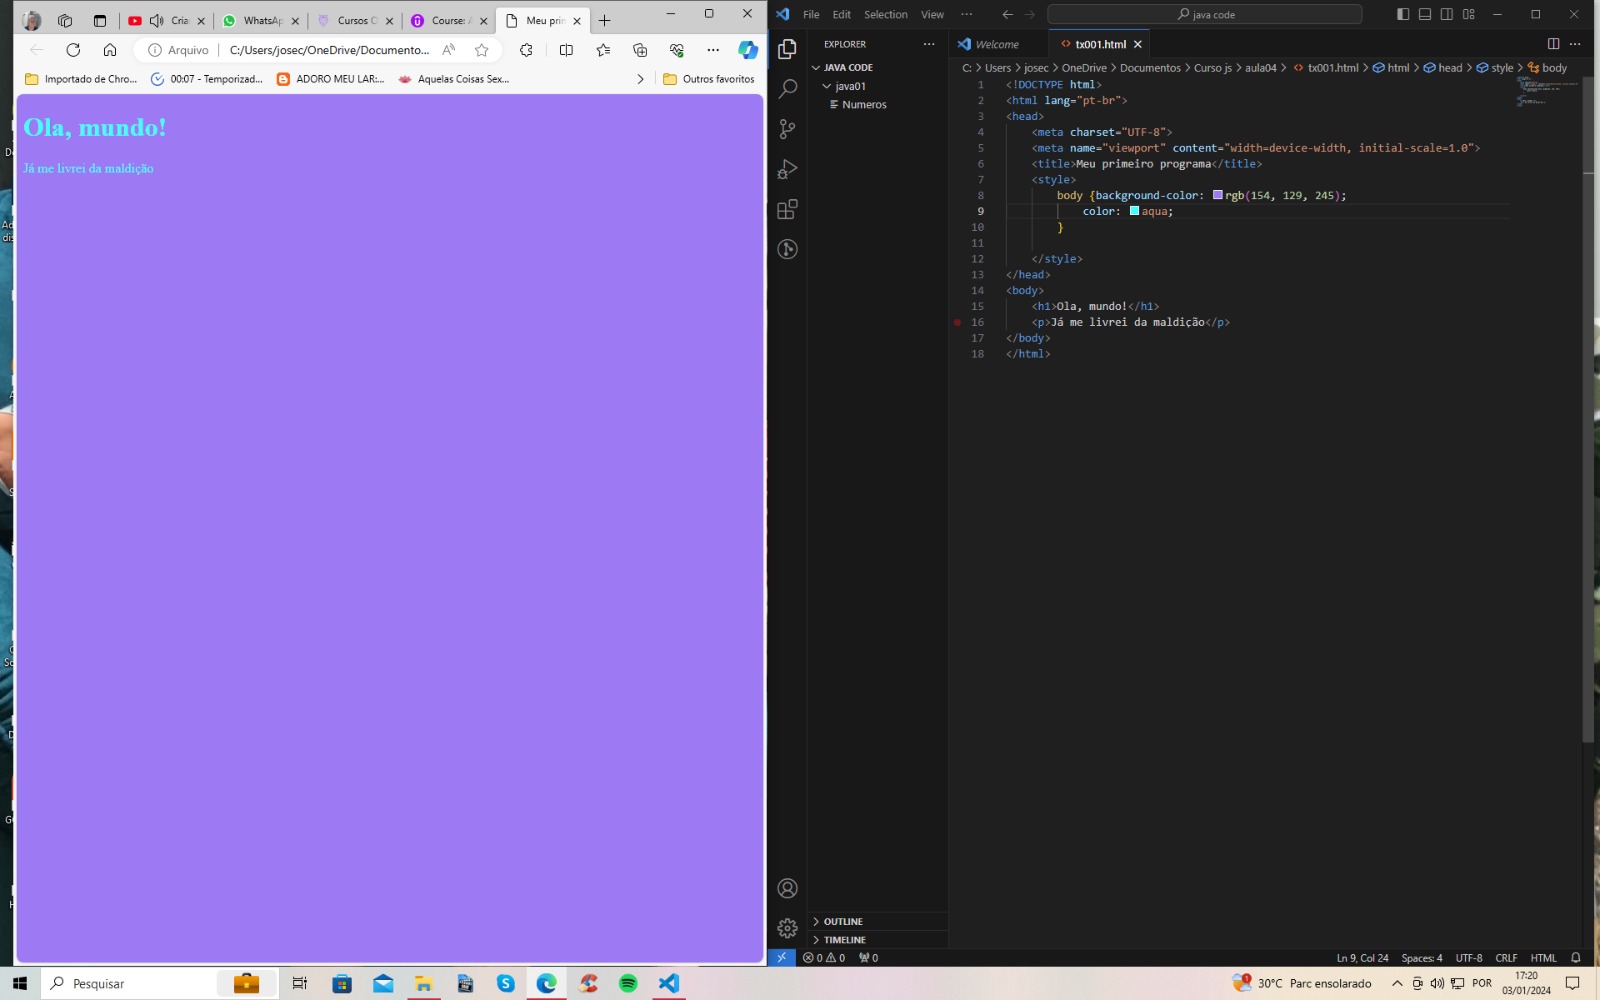 Criar
WhatsAp
Cursos C
Course: A
Meu prim
Arquivo
C:/Users/josec/OneDrive/Documento...
Importado de Chro...
00:07 - Temporizad...
ADORO MEU LAR:...
Aquelas Coisas Sex...
Outros favoritos
Ola, mundo!
Já me livrei da maldição
File Edit Selection View ···
java code
EXPLORER
JAVA CODE
java01
Numeros
OUTLINE
TIMELINE
Welcome
tx001.html
C: > Users > josec > OneDrive > Documentos > Curso js > aula04 > tx001.html > html > head > style > body
1 <!DOCTYPE html>
2 <html lang="pt-br">
3 <head>
4 <meta charset="UTF-8">
5 <meta name="viewport" content="width=device-width, initial-scale=1.0">
6 <title>Meu primeiro programa</title>
7 <style>
8 body {background-color: rgb(154, 129, 245);
9 color: aqua;
10 }
11
12 </style>
13 </head>
14 <body>
15 <h1>Ola, mundo!</h1>
16 <p>Já me livrei da maldição</p>
17 </body>
18 </html>
0 0 0
Ln 9, Col 24 Spaces: 4 UTF-8 CRLF HTML
Pesquisar
30°C Parc ensolarado
POR
17:20
03/01/2024